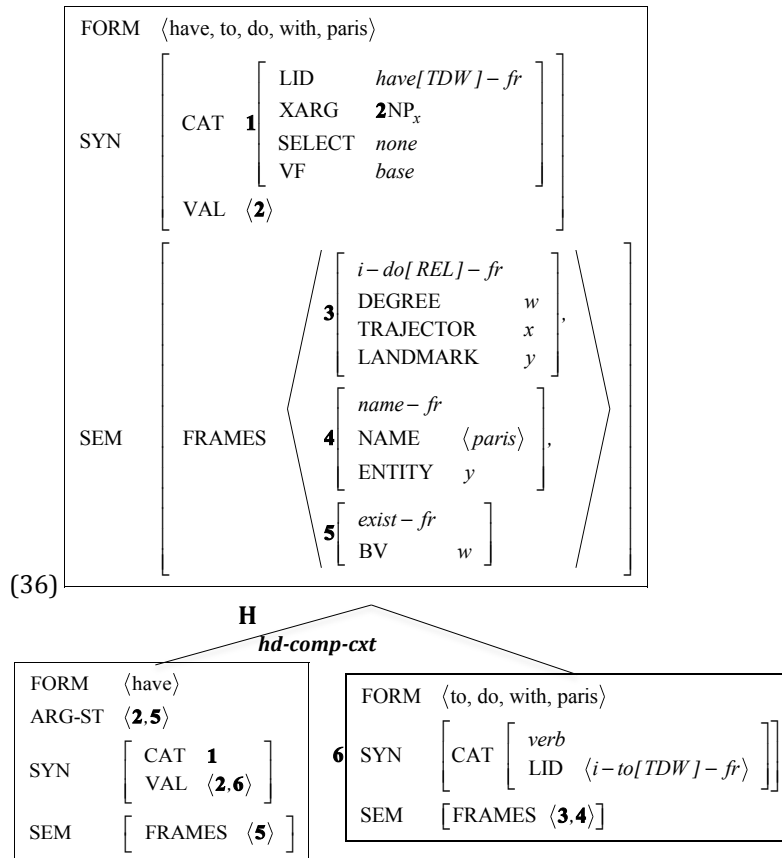 FORM ⟨have, to, do, with, paris⟩
SYN
CAT 1
LID have[TDW]−fr
XARG 2NPx
SELECT none
VF base
VAL ⟨2⟩
SEM
FRAMES
3
i−do[REL]−fr
DEGREE w
TRAJECTOR x
LANDMARK y
,
4
name−fr
NAME ⟨paris⟩
ENTITY y
,
5
exist−fr
BV w
(36)
H
hd-comp-cxt
FORM ⟨have⟩
ARG-ST ⟨2,5⟩
SYN
CAT 1
VAL ⟨2,6⟩
SEM [ FRAMES ⟨5⟩ ]
6
FORM ⟨to, do, with, paris⟩
SYN
CAT
verb
LID ⟨i−to[TDW]−fr⟩
SEM [FRAMES ⟨3,4⟩]